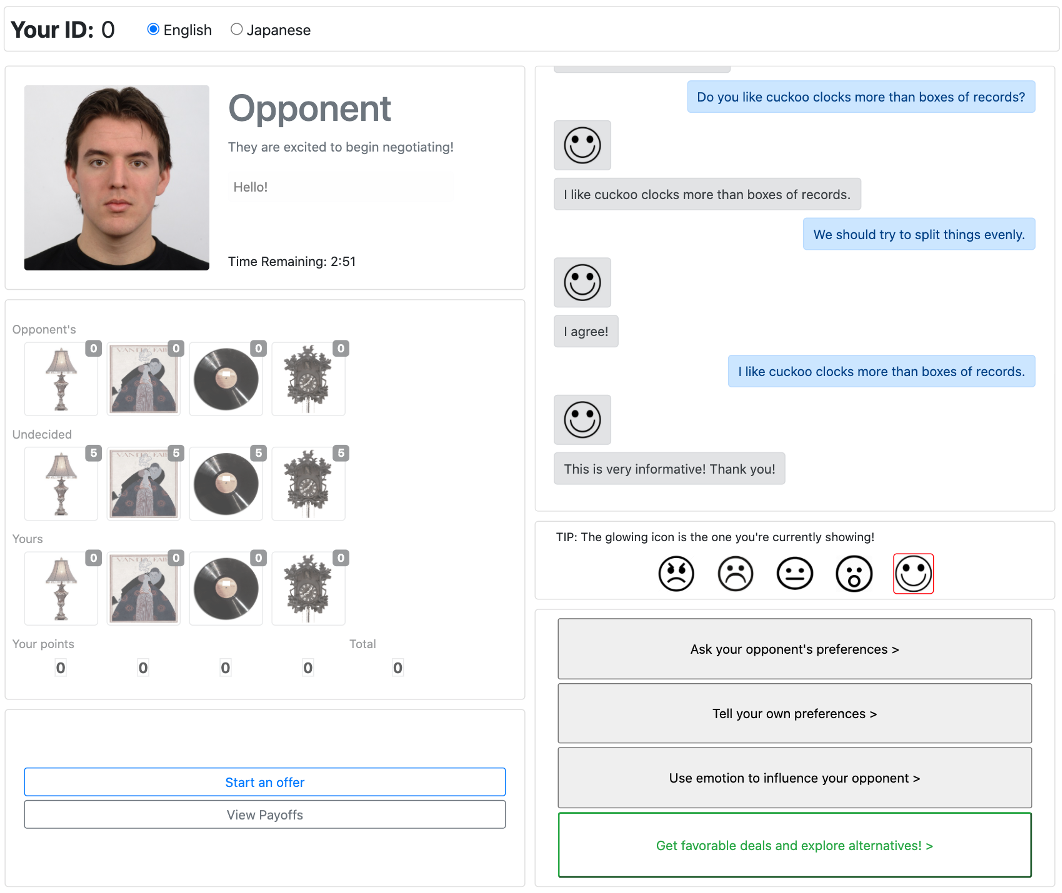 Your ID: 0
English
Japanese
Opponent
They are excited to begin negotiating!
Hello!
Time Remaining: 2:51
Opponent's
0 0 0 0
Undecided
5 5 5 5
Yours
0 0 0 0
Your points Total
0 0 0 0 0
Start an offer
View Payoffs
Do you like cuckoo clocks more than boxes of records?
I like cuckoo clocks more than boxes of records.
We should try to split things evenly.
I agree!
I like cuckoo clocks more than boxes of records.
This is very informative! Thank you!
TIP: The glowing icon is the one you're currently showing!
Ask your opponent's preferences >
Tell your own preferences >
Use emotion to influence your opponent >
Get favorable deals and explore alternatives! >